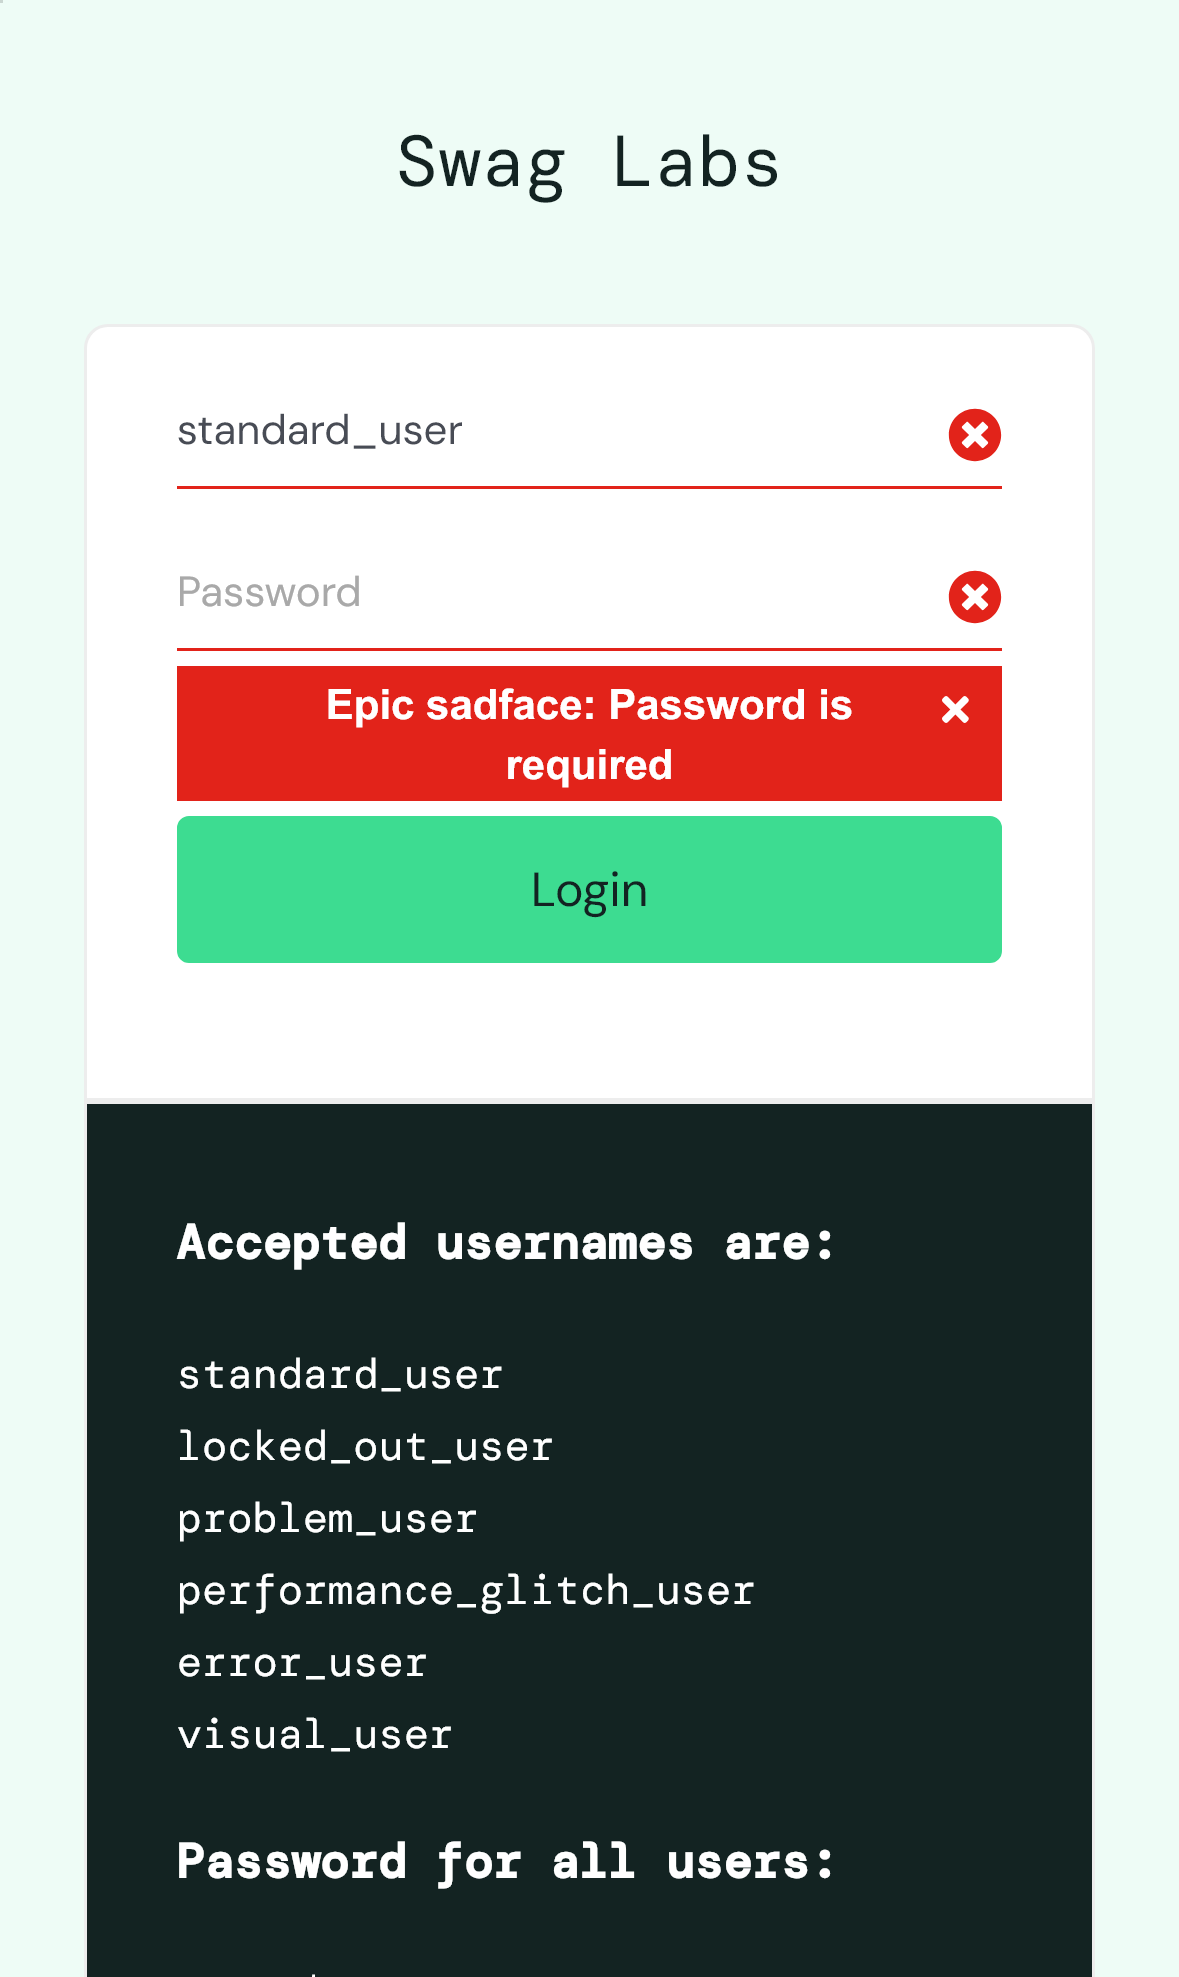 Swag Labs
standard_user
Password
Epic sadface: Password is
required
Login
Accepted usernames are:
standard_user
locked_out_user
problem_user
performance_glitch_user
error_user
visual_user
Password for all users: